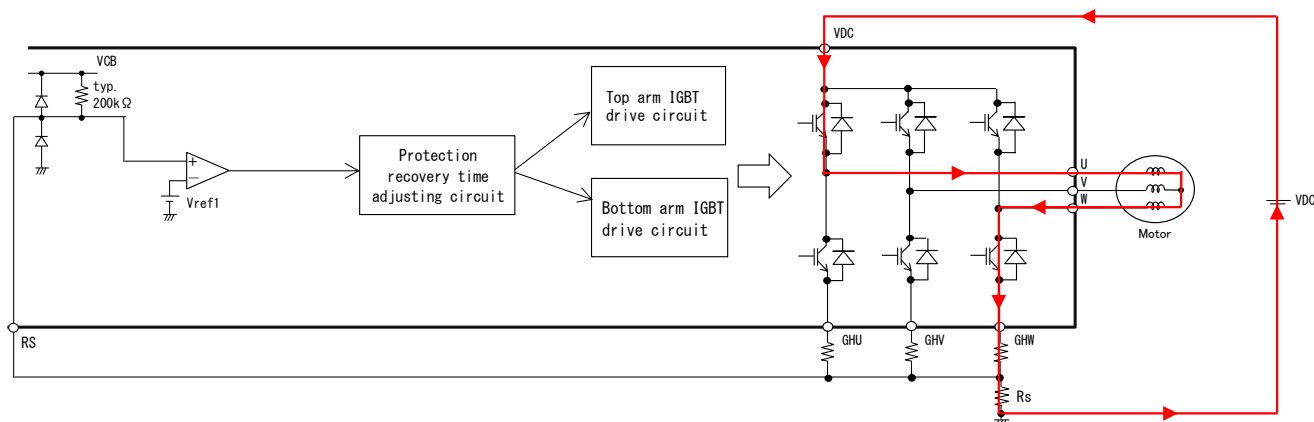 VDC
VCB
typ.
200kΩ
Top arm IGBT
drive circuit
Protection
recovery time
adjusting circuit
Vref1
Bottom arm IGBT
drive circuit
U
V
W
Motor
VDC
RS
GHU
GHV
GHW
Rs